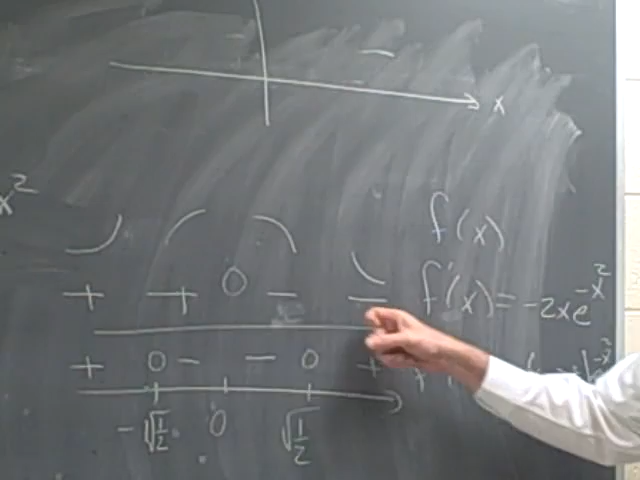 x
x²
f(x)
+ + 0 − − f'(x) = -2xe^{-x²}
+ 0 − − 0 +
-√(1/2) 0 √(1/2)